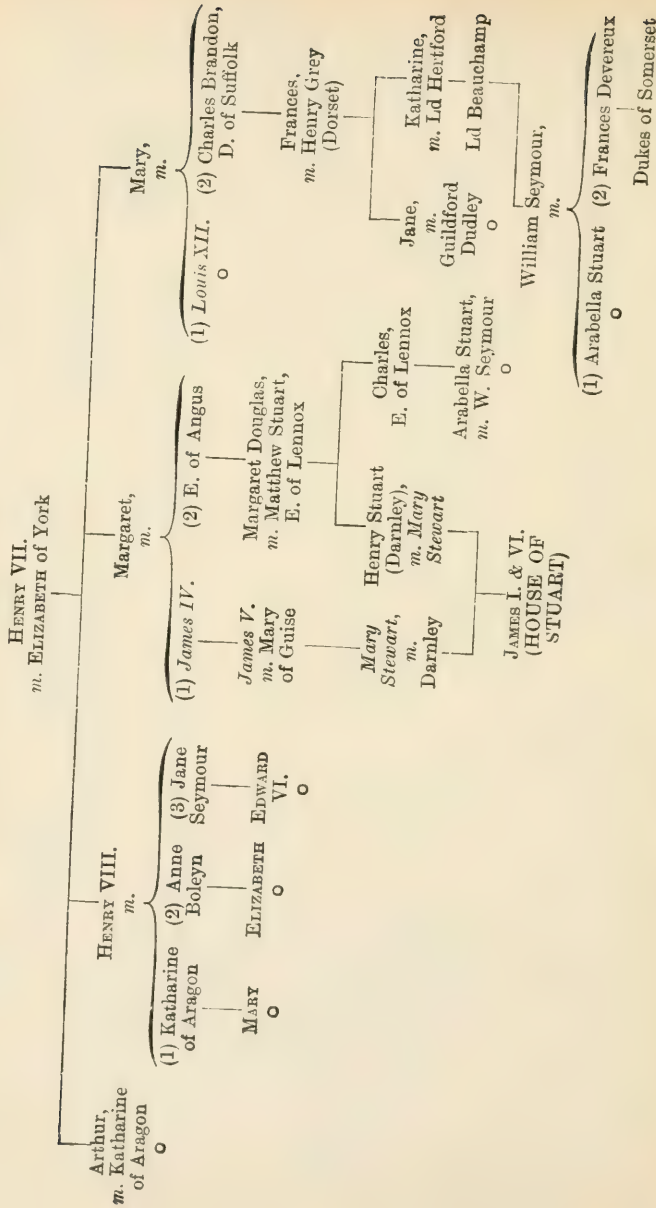 HENRY VII.
m. ELIZABETH of York
Arthur,
m. Katharine
of Aragon
O
HENRY VIII.
m.
(1) Katharine
of Aragon
MARY
O
(2) Anne
Boleyn
ELIZABETH
O
(3) Jane
Seymour
EDWARD
VI.
O
Margaret,
m.
(1) James IV.
James V.
m. Mary
of Guise
Mary
Stewart,
m.
Darnley
(2) E. of Angus
Margaret Douglas,
m. Matthew Stuart,
E. of Lennox
Henry Stuart
(Darnley),
m. Mary
Stewart
JAMES I. & VI.
(HOUSE OF
STUART)
Charles,
E. of Lennox
Arabella Stuart,
m. W. Seymour
O
Mary,
m.
(1) Louis XII.
O
(2) Charles Brandon,
D. of Suffolk
Frances,
m. Henry Grey
(Dorset)
Jane,
m.
Guildford
Dudley
O
Katharine,
m. Ld Hertford
Ld Beauchamp
William Seymour,
m.
(1) Arabella Stuart
O
(2) Frances Devereux
Dukes of Somerset